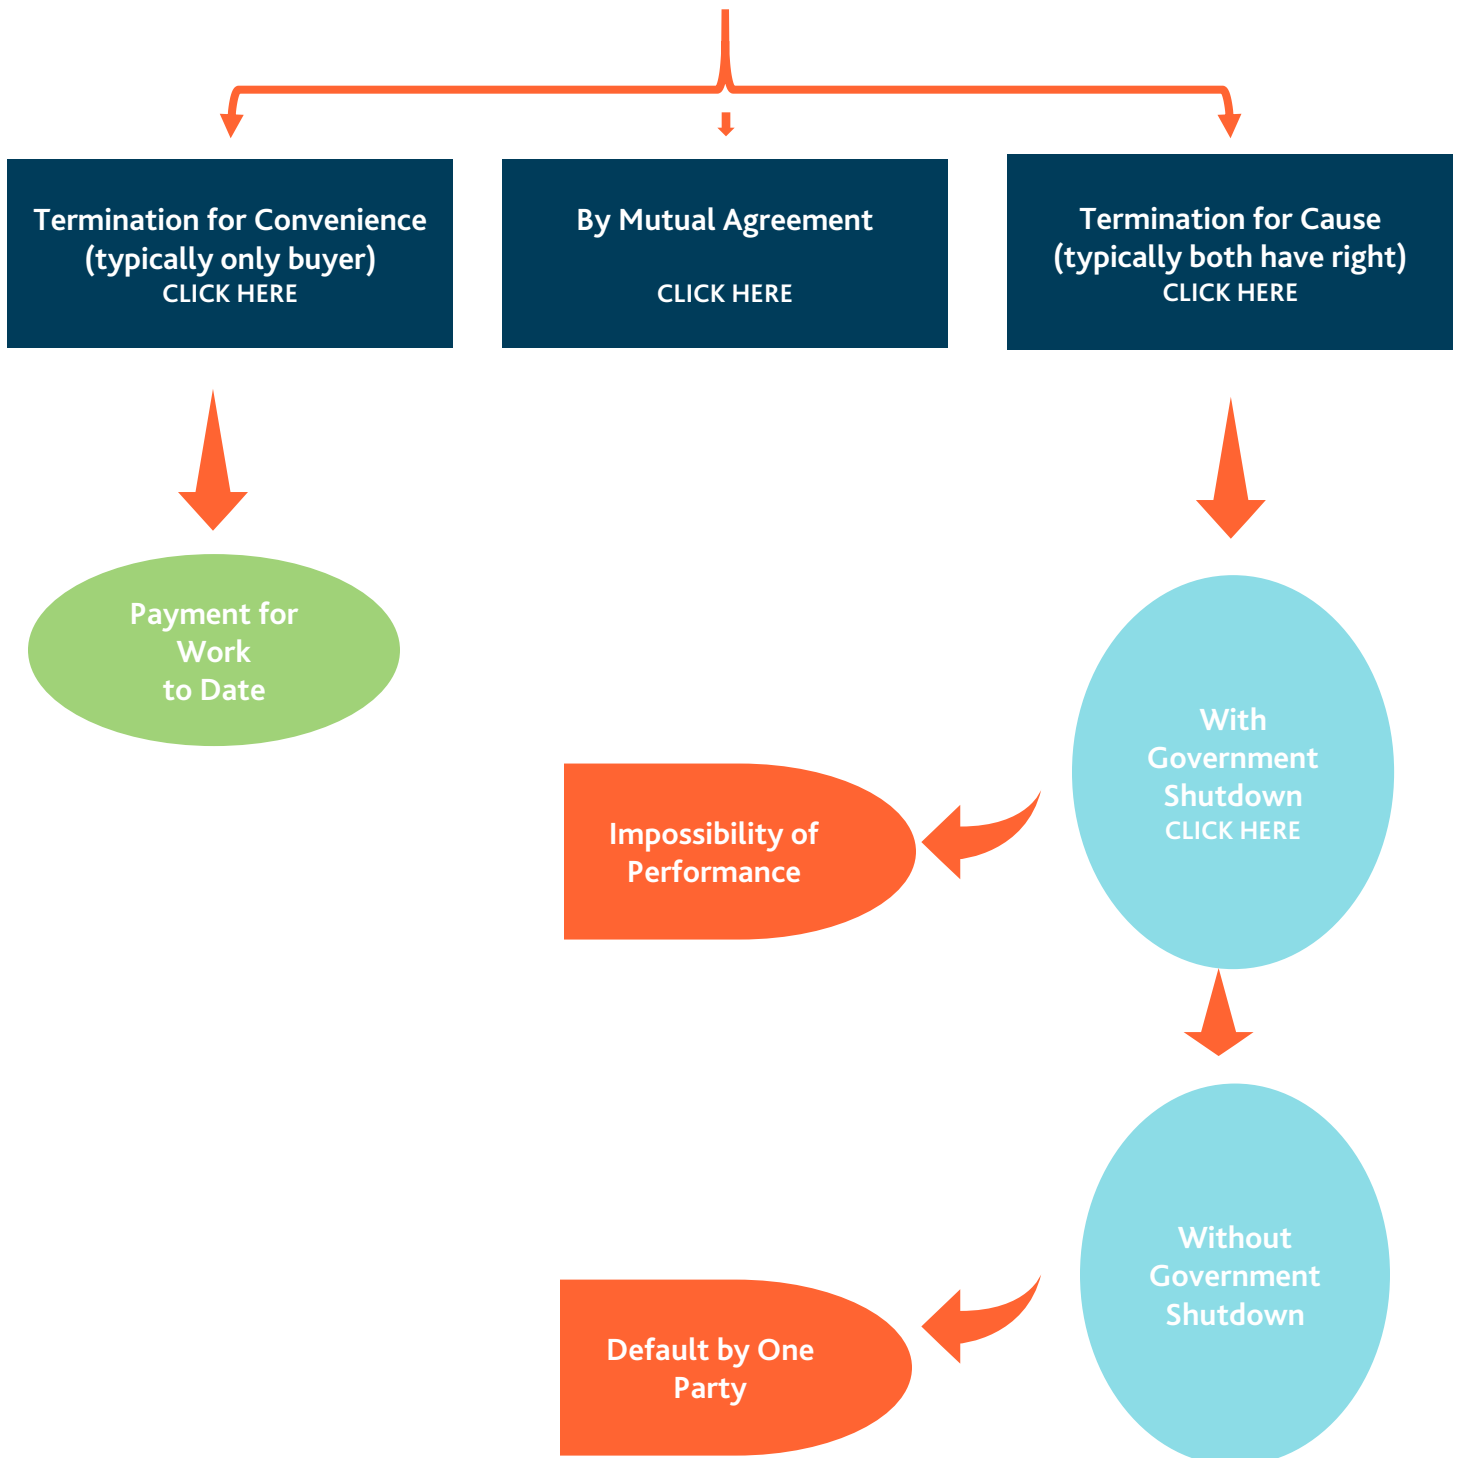 Termination for Convenience
(typically only buyer)
CLICK HERE
By Mutual Agreement
CLICK HERE
Termination for Cause
(typically both have right)
CLICK HERE
Payment for
Work
to Date
With
Government
Shutdown
CLICK HERE
Impossibility of
Performance
Without
Government
Shutdown
Default by One
Party